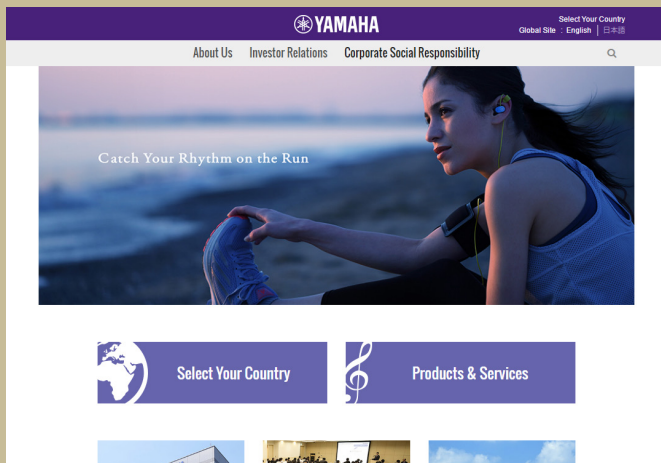 YAMAHA
Select Your Country
Global Site : English | 日本語
About Us Investor Relations Corporate Social Responsibility
Catch Your Rhythm on the Run
Select Your Country
Products & Services